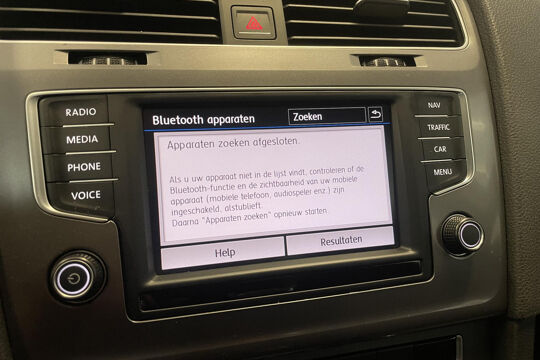 RADIO
MEDIA
PHONE
VOICE
Bluetooth apparaten
Zoeken
Apparaten zoeken afgesloten.
Als u uw apparaat niet in de lijst vindt, controleren of de
Bluetooth-functie en de zichtbaarheid van uw mobiele
apparaat (mobiele telefoon, audiospeler enz.) zijn
ingeschakeld, alstublieft.
Daarna "Apparaten zoeken" opnieuw starten.
Help
Resultaten
NAV
TRAFFIC
CAR
MENU